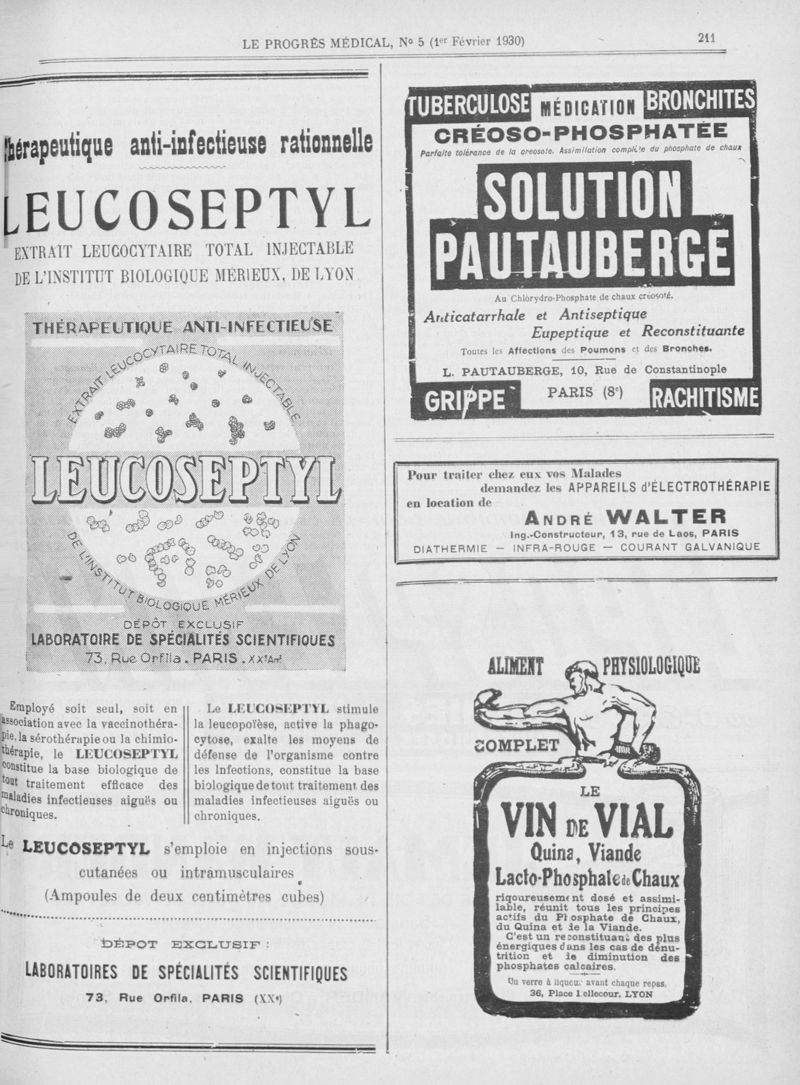 LE PROGRÈS MÉDICAL, N° 5 (1er Février 1930)
211
Thérapeutique anti-infectieuse rationnelle
LEUCOSEPTYL
EXTRAIT LEUCOCYTAIRE TOTAL INJECTABLE
DE L'INSTITUT BIOLOGIQUE MÉRIEUX, DE LYON
THÉRAPEUTIQUE ANTI-INFECTIEUSE
EXTRAIT LEUCOCYTAIRE TOTAL INJECTABLE
LEUCOSEPTYL
DE L'INSTITUT BIOLOGIQUE MÉRIEUX DE LYON
DÉPÔT EXCLUSIF
LABORATOIRE DE SPÉCIALITÉS SCIENTIFIQUES
73, Rue Orfila. PARIS. XXe Arrt
Employé soit seul, soit en
association avec la vaccinothéra-
pie, la sérothérapie ou la chimio-
thérapie, le LEUCOSEPTYL
constitue la base biologique de
tout traitement efficace des
maladies infectieuses aiguës ou
chroniques.
Le LEUCOSEPTYL stimule
la leucopoïèse, active la phago-
cytose, exalte les moyens de
défense de l'organisme contre
les Infections, constitue la base
biologique de tout traitement des
maladies infectieuses aiguës ou
chroniques.
Le LEUCOSEPTYL s'emploie en injections sous-
cutanées ou intramusculaires
(Ampoules de deux centimètres cubes)
DÉPOT EXCLUSIF :
LABORATOIRES DE SPÉCIALITÉS SCIENTIFIQUES
73, Rue Orfila. PARIS (XXe)
TUBERCULOSE MÉDICATION BRONCHITES
CRÉOSO-PHOSPHATÉE
Parfaite tolérance de la créosote. Assimilation complète du phosphate de chaux
SOLUTION
PAUTAUBERGE
Au Chlorydro-Phosphate de chaux créosoté.
Anticatarrhale et Antiseptique
Eupeptique et Reconstituante
Toutes les Affections des Poumons et des Bronches.
L. PAUTAUBERGE, 10, Rue de Constantinople
GRIPPE PARIS (8e) RACHITISME
Pour traiter chez eux vos Malades
demandez les APPAREILS d'ÉLECTROTHÉRAPIE
en location de
ANDRÉ WALTER
Ing.-Constructeur, 13, rue de Laos, PARIS
DIATHERMIE — INFRA-ROUGE — COURANT GALVANIQUE
ALIMENT PHYSIOLOGIQUE
COMPLET
LE
VIN DE VIAL
Quina, Viande
Lacto-Phosphate de Chaux
rigoureusement dosé et assimi-
lable, réunit tous les principes
actifs du Phosphate de Chaux,
du Quina et de la Viande.
C'est un reconstituant des plus
énergiques dans les cas de dénu-
trition et de diminution des
phosphates calcaires.
Un verre à liqueur avant chaque repas.
36, Place Bellecour, LYON